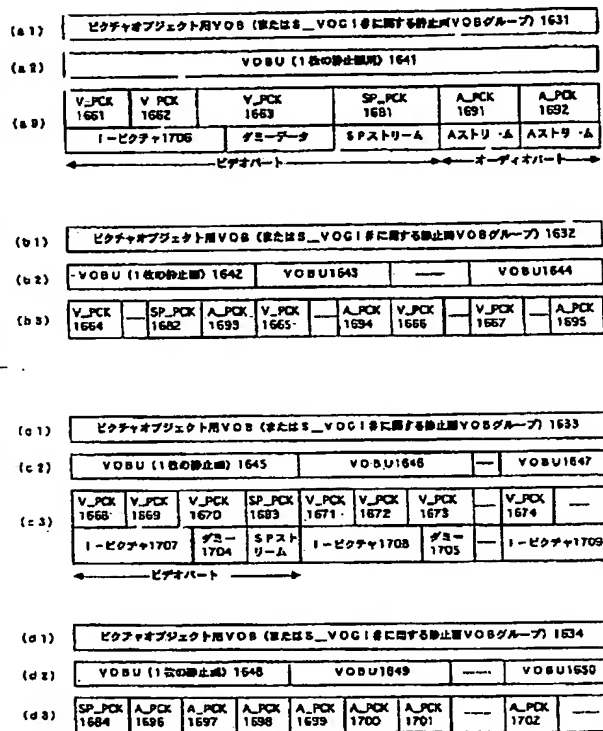 (a1) ピクチャオブジェクト用VOB (またはS__VOGI#に関する静止画VOBグループ) 1631
(a2) VOBU (1枚の静止画用) 1641
V_PCK 1661 V PCK 1662 V_PCK 1663 SP_PCK 1681 A_PCK 1691 A_PCK 1692
(a3) I-ピクチャ1706 ダミーデータ SPストリーム Aストリーム Aストリーム
ビデオパート オーディオパート
(b1) ピクチャオブジェクト用VOB (またはS__VOGI#に関する静止画VOBグループ) 1632
(b2) VOBU (1枚の静止画) 1642 VOBU1643 VOBU1644
(b3) V_PCK 1664 SP_PCK 1682 A_PCK 1693 V_PCK 1665 A_PCK 1694 V_PCK 1666 V_PCK 1667 A_PCK 1695
(c1) ピクチャオブジェクト用VOB (またはS__VOGI#に関する静止画VOBグループ) 1633
(c2) VOBU (1枚の静止画) 1645 VOBU1646 VOBU1647
(c3) V_PCK 1668 V_PCK 1669 V_PCK 1670 SP_PCK 1683 V_PCK 1671 V_PCK 1672 V_PCK 1673 V_PCK 1674
I-ピクチャ1707 ダミー 1704 SPストリーム I-ピクチャ1708 ダミー 1705 I-ピクチャ1709
ビデオパート
(d1) ピクチャオブジェクト用VOB (またはS__VOGI#に関する静止画VOBグループ) 1634
(d2) VOBU (1枚の静止画) 1648 VOBU1649 VOBU1650
(d3) SP_PCK 1684 A_PCK 1696 A_PCK 1697 A_PCK 1698 A_PCK 1699 A_PCK 1700 A_PCK 1701 A_PCK 1702